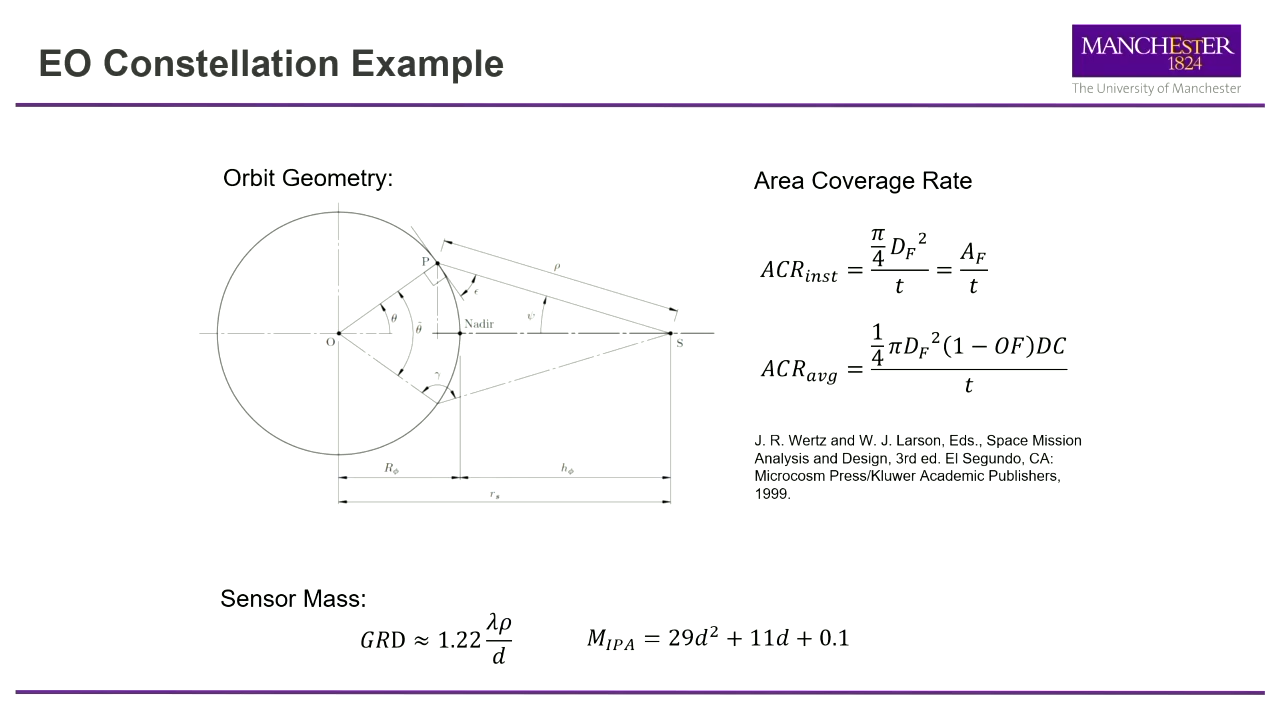 EO Constellation Example
MANCHESTER
1824
The University of Manchester
Orbit Geometry:
P
ρ
ϵ
θ
θ̃
ψ
Nadir
O
S
γ
R_ϕ
h_ϕ
r_s
Area Coverage Rate
ACR_inst = (π/4 D_F²)/t = A_F/t
ACR_avg = (1/4 πD_F²(1 − OF)DC)/t
J. R. Wertz and W. J. Larson, Eds., Space Mission
Analysis and Design, 3rd ed. El Segundo, CA:
Microcosm Press/Kluwer Academic Publishers,
1999.
Sensor Mass:
GRD ≈ 1.22 λρ/d
M_IPA = 29d² + 11d + 0.1